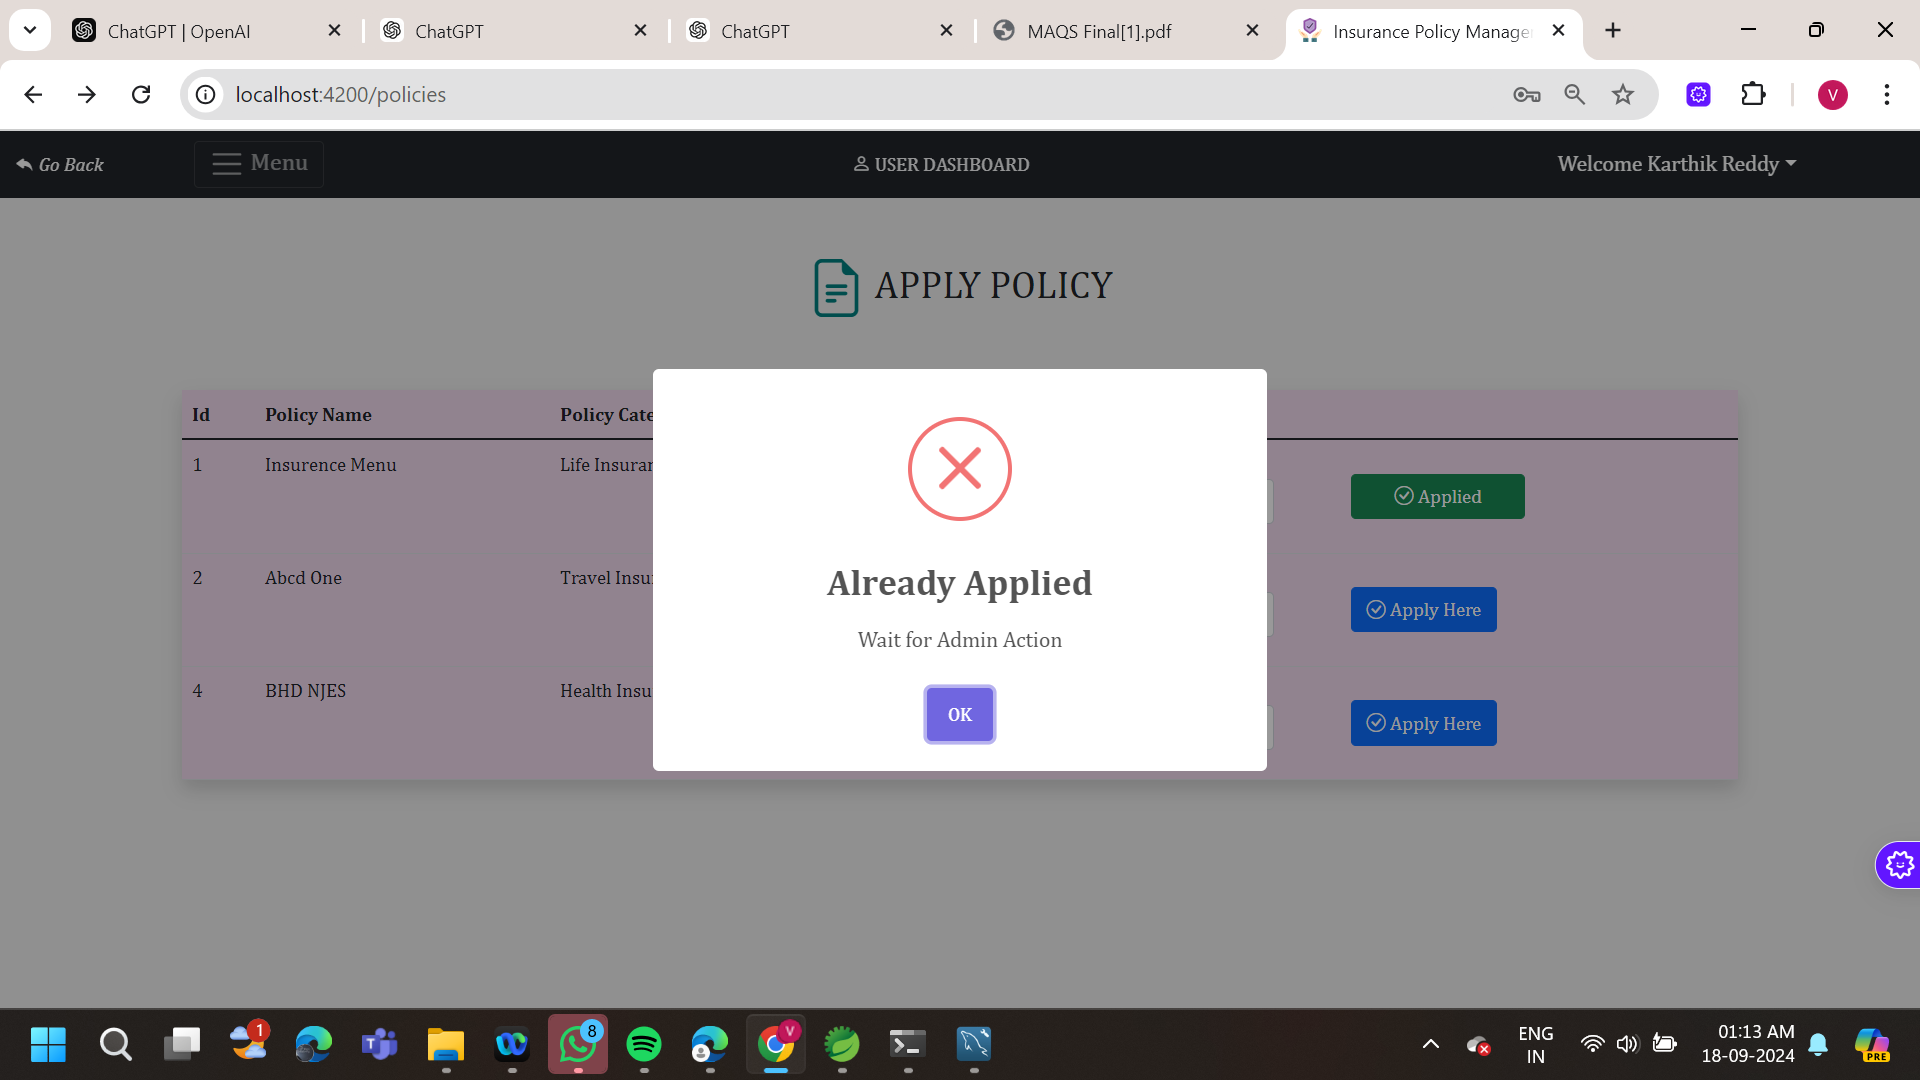 ChatGPT | OpenAI
ChatGPT
ChatGPT
MAQS Final[1].pdf
Insurance Policy Manage
localhost:4200/policies
V
Go Back
Menu
USER DASHBOARD
Welcome Karthik Reddy
APPLY POLICY
Id Policy Name Policy Cate
1 Insurence Menu Life Insuran Applied
2 Abcd One Travel Insu Apply Here
4 BHD NJES Health Insu Apply Here
Already Applied
Wait for Admin Action
OK
1
8
V
ENG
IN
01:13 AM
18-09-2024
PRE